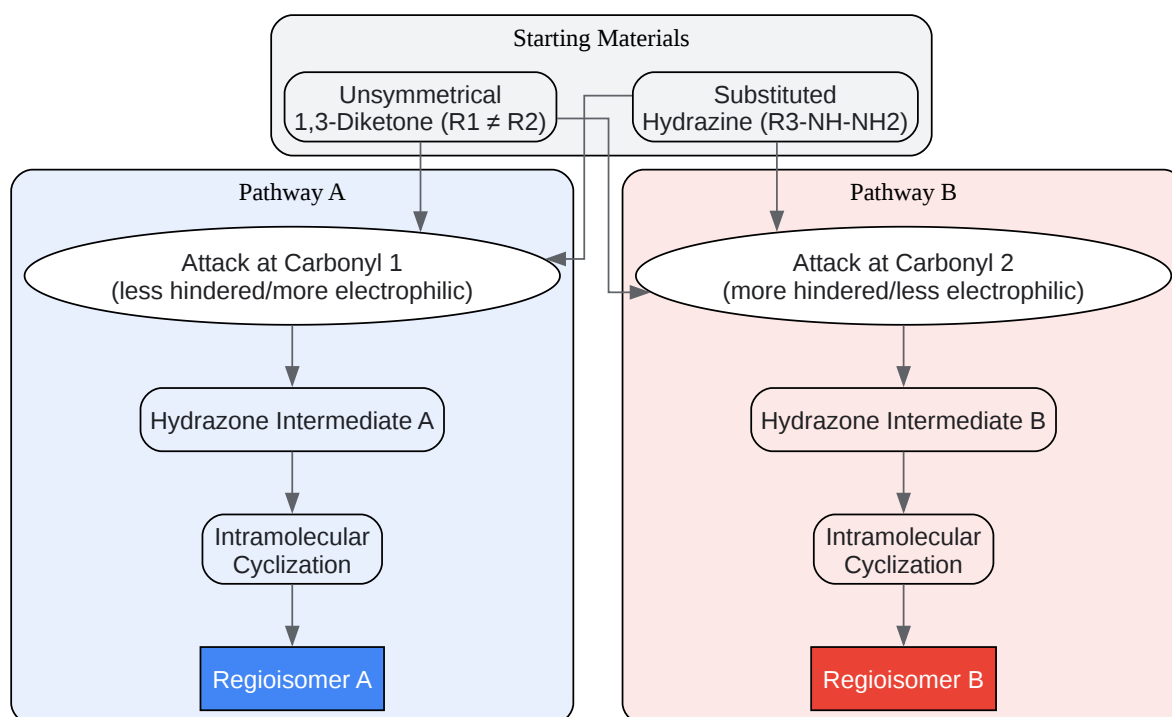 Starting Materials
Unsymmetrical
1,3-Diketone (R1 ≠ R2)
Substituted
Hydrazine (R3-NH-NH2)
Pathway A
Attack at Carbonyl 1
(less hindered/more electrophilic)
Hydrazone Intermediate A
Intramolecular
Cyclization
Regioisomer A
Pathway B
Attack at Carbonyl 2
(more hindered/less electrophilic)
Hydrazone Intermediate B
Intramolecular
Cyclization
Regioisomer B